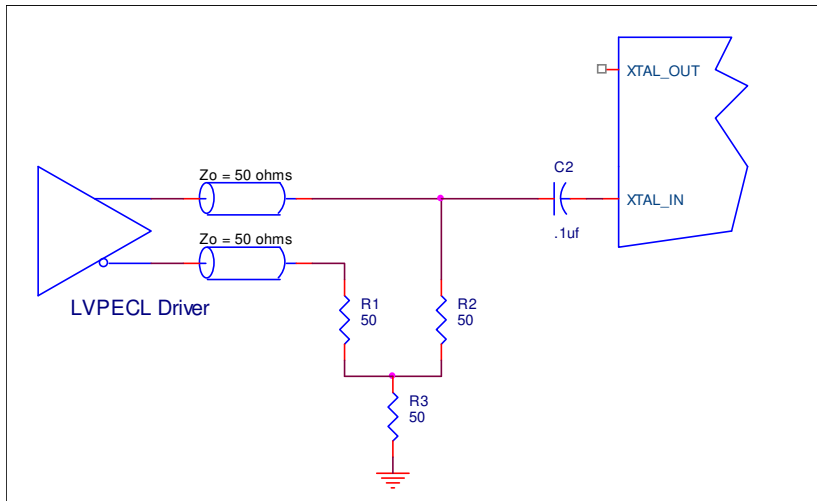 XTAL_OUT
C2
Zo = 50 ohms
XTAL_IN
.1uf
Zo = 50 ohms
LVPECL Driver
R1
50
R2
50
R3
50